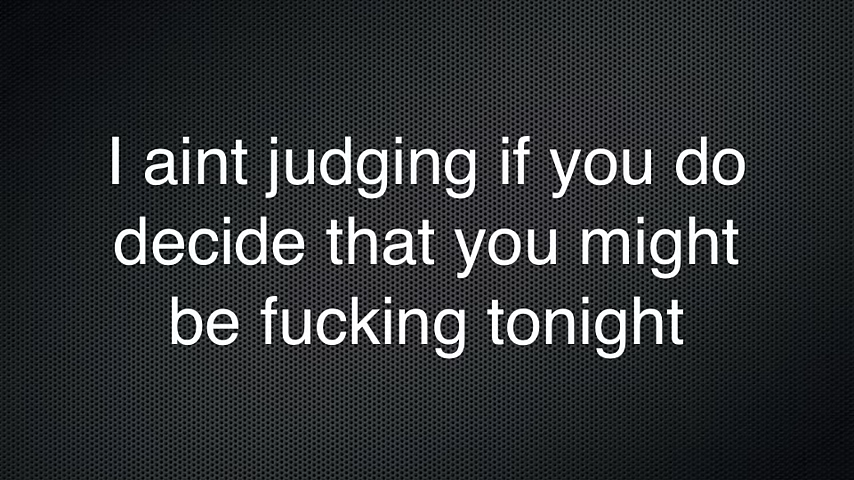 I aint judging if you do
decide that you might
be fucking tonight